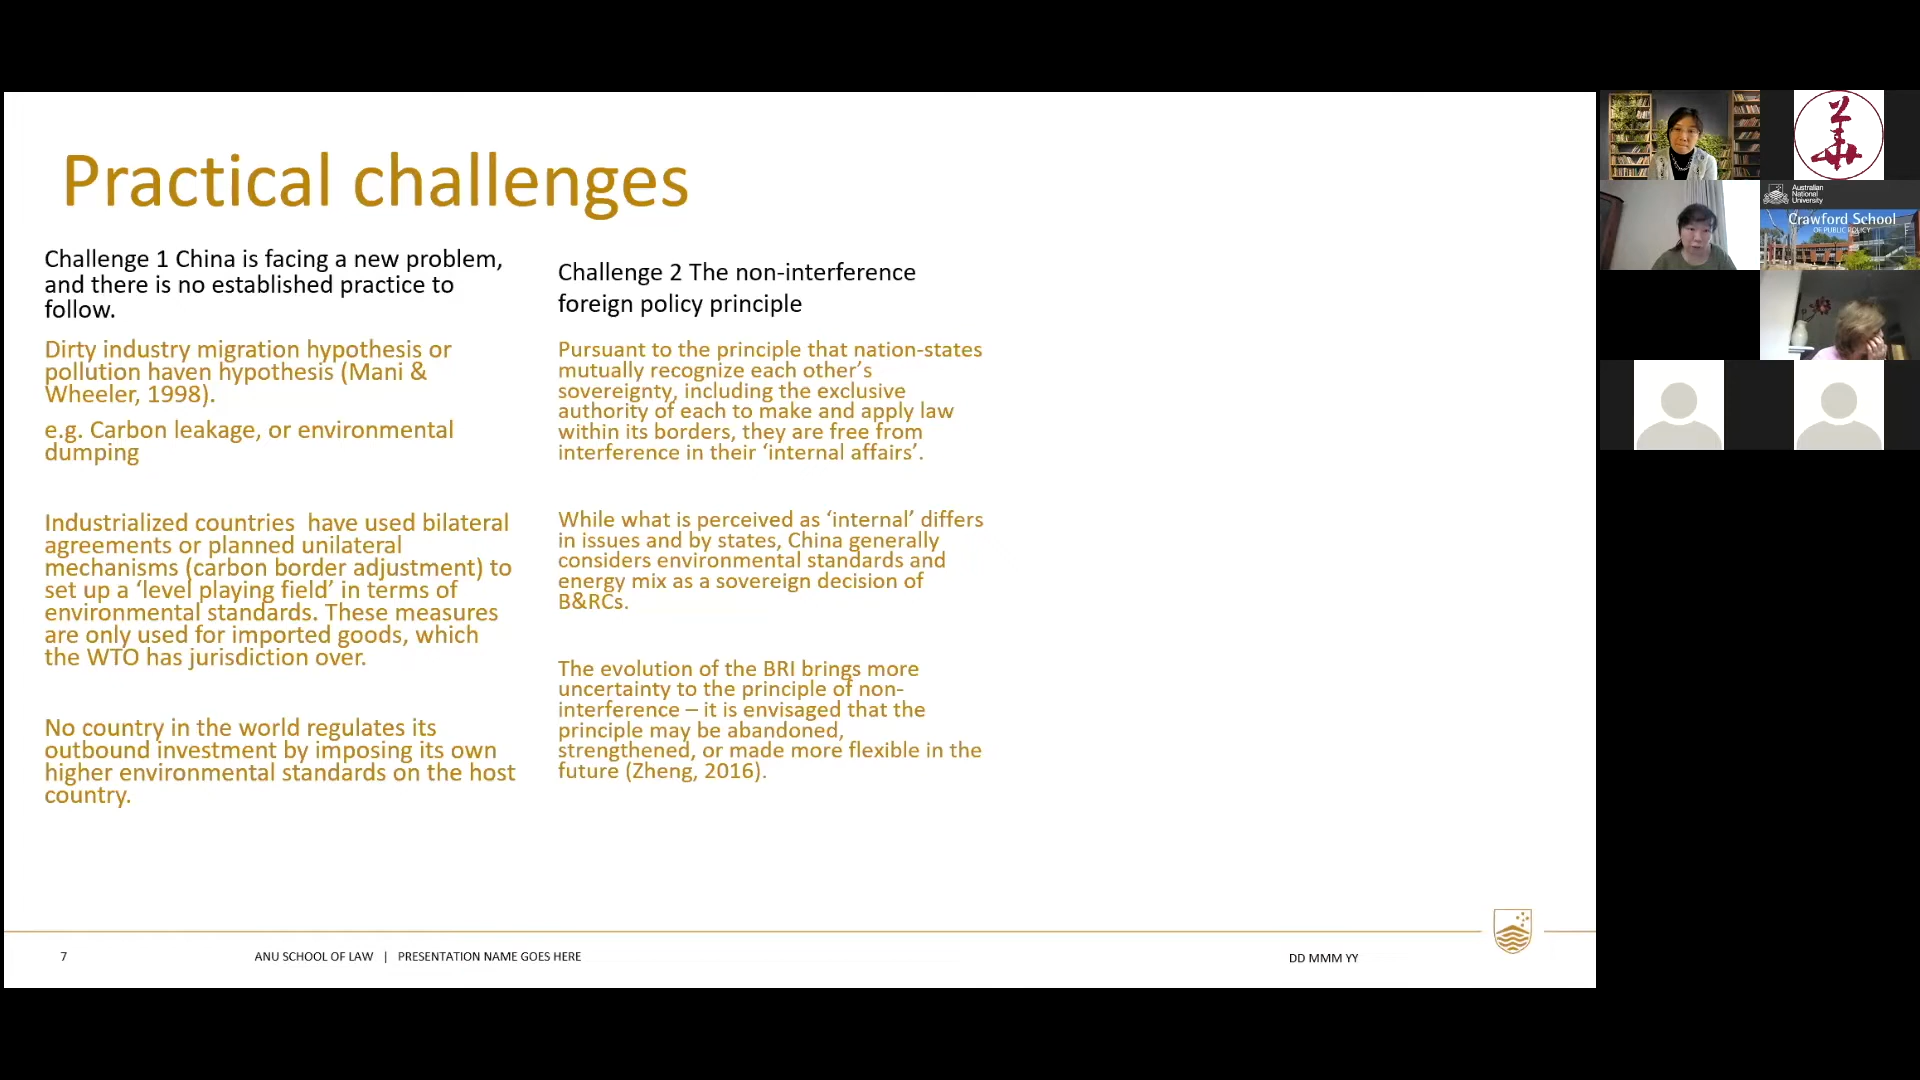 Practical challenges
Challenge 1 China is facing a new problem,
and there is no established practice to
follow.
Dirty industry migration hypothesis or
pollution haven hypothesis (Mani &
Wheeler, 1998).
e.g. Carbon leakage, or environmental
dumping
Industrialized countries  have used bilateral
agreements or planned unilateral
mechanisms (carbon border adjustment) to
set up a ‘level playing field’ in terms of
environmental standards. These measures
are only used for imported goods, which
the WTO has jurisdiction over.
No country in the world regulates its
outbound investment by imposing its own
higher environmental standards on the host
country.
Challenge 2 The non-interference
foreign policy principle
Pursuant to the principle that nation-states
mutually recognize each other’s
sovereignty, including the exclusive
authority of each to make and apply law
within its borders, they are free from
interference in their ‘internal affairs’.
While what is perceived as ‘internal’ differs
in issues and by states, China generally
considers environmental standards and
energy mix as a sovereign decision of
B&RCs.
The evolution of the BRI brings more
uncertainty to the principle of non-
interference – it is envisaged that the
principle may be abandoned,
strengthened, or made more flexible in the
future (Zheng, 2016).
7
ANU SCHOOL OF LAW | PRESENTATION NAME GOES HERE
DD MMM YY
Australian
National
University
Crawford School
OF PUBLIC POLICY